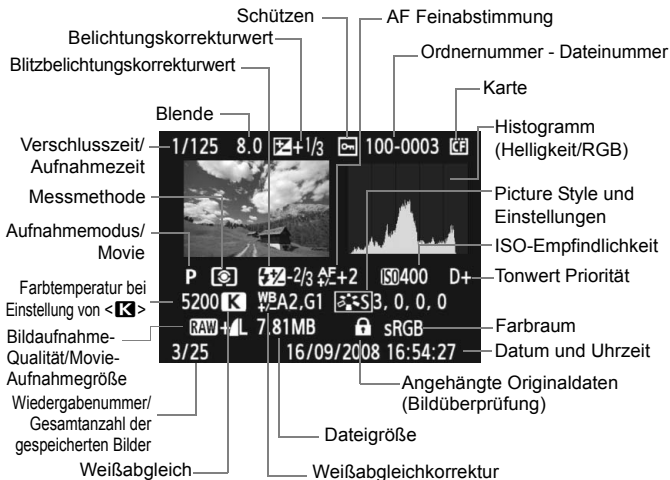 Schützen
AF Feinabstimmung
Belichtungskorrekturwert
Ordnernummer - Dateinummer
Blitzbelichtungskorrekturwert
Karte
Blende
Histogramm
(Helligkeit/RGB)
Verschlusszeit/
Aufnahmezeit
1/125 8.0 +1/3 100-0003 CF
Messmethode
Picture Style und
Einstellungen
Aufnahmemodus/
Movie
ISO-Empfindlichkeit
P -2/3 AF+2 ISO400 D+
Tonwert Priorität
Farbtemperatur bei
Einstellung von <K>
5200 K WB A2,G1 S 3, 0, 0, 0
Bildaufnahme-
Qualität/Movie-
Aufnahmegröße
RAW+L 7.81MB sRGB
Farbraum
3/25 16/09/2008 16:54:27
Datum und Uhrzeit
Wiedergabenummer/
Gesamtanzahl der
gespeicherten Bilder
Angehängte Originaldaten
(Bildüberprüfung)
Dateigröße
Weißabgleich
Weißabgleichkorrektur